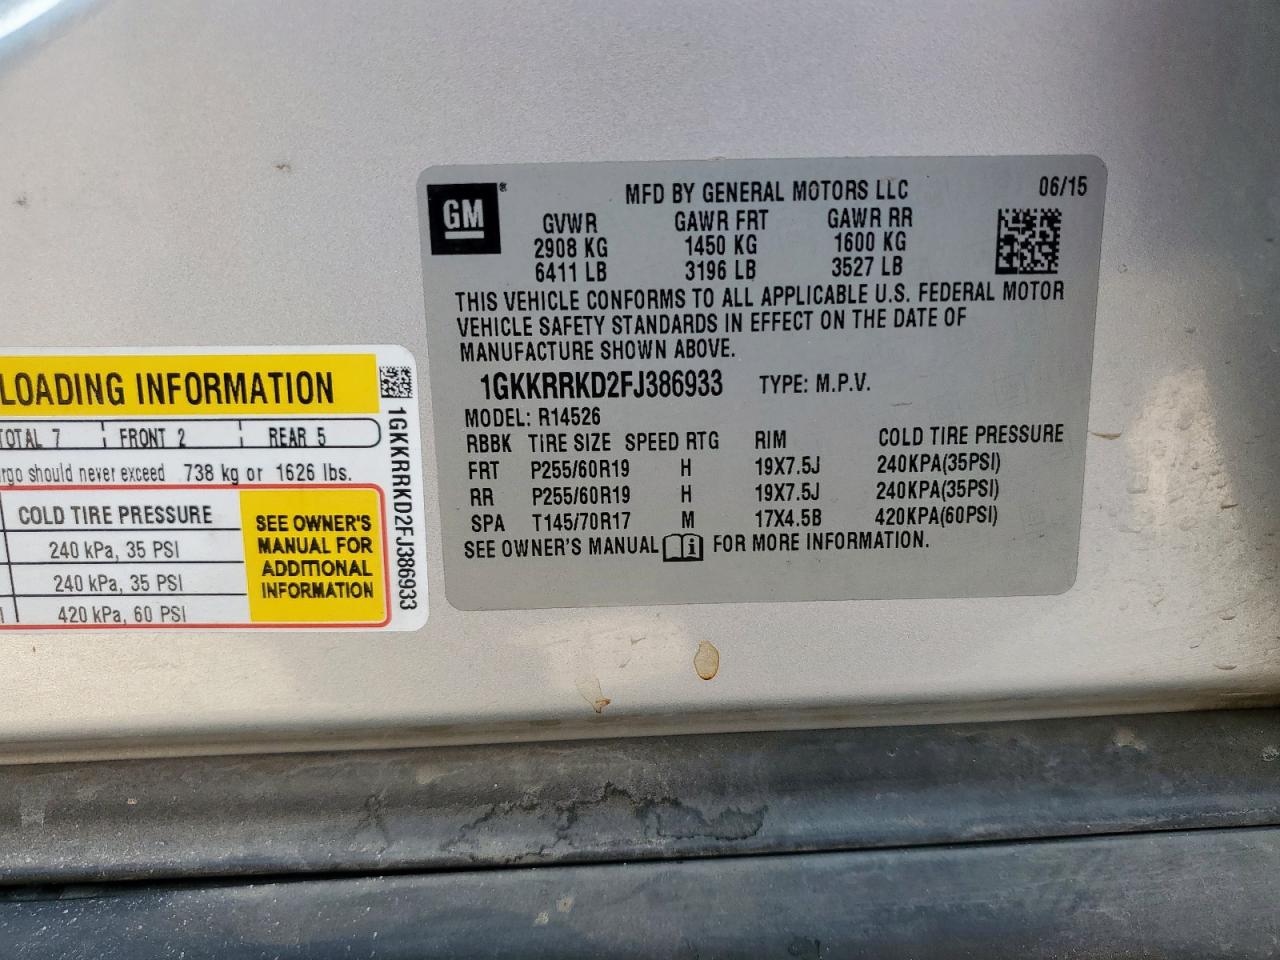 GM ®
MFD BY GENERAL MOTORS LLC 06/15
GVWR GAWR FRT GAWR RR
2908 KG 1450 KG 1600 KG
6411 LB 3196 LB 3527 LB
THIS VEHICLE CONFORMS TO ALL APPLICABLE U.S. FEDERAL MOTOR
VEHICLE SAFETY STANDARDS IN EFFECT ON THE DATE OF
MANUFACTURE SHOWN ABOVE.
1GKKRRKD2FJ386933 TYPE: M.P.V.
MODEL: R14526
RBBK TIRE SIZE SPEED RTG RIM COLD TIRE PRESSURE
FRT P255/60R19 H 19X7.5J 240KPA(35PSI)
RR P255/60R19 H 19X7.5J 240KPA(35PSI)
SPA T145/70R17 M 17X4.5B 420KPA(60PSI)
SEE OWNER'S MANUAL i FOR MORE INFORMATION.
LOADING INFORMATION
TOTAL 7 FRONT 2 REAR 5
should never exceed 738 kg or 1626 lbs.
COLD TIRE PRESSURE
240 kPa, 35 PSI
240 kPa, 35 PSI
420 kPa, 60 PSI
SEE OWNER'S
MANUAL FOR
ADDITIONAL
INFORMATION
1GKKRRKD2FJ386933